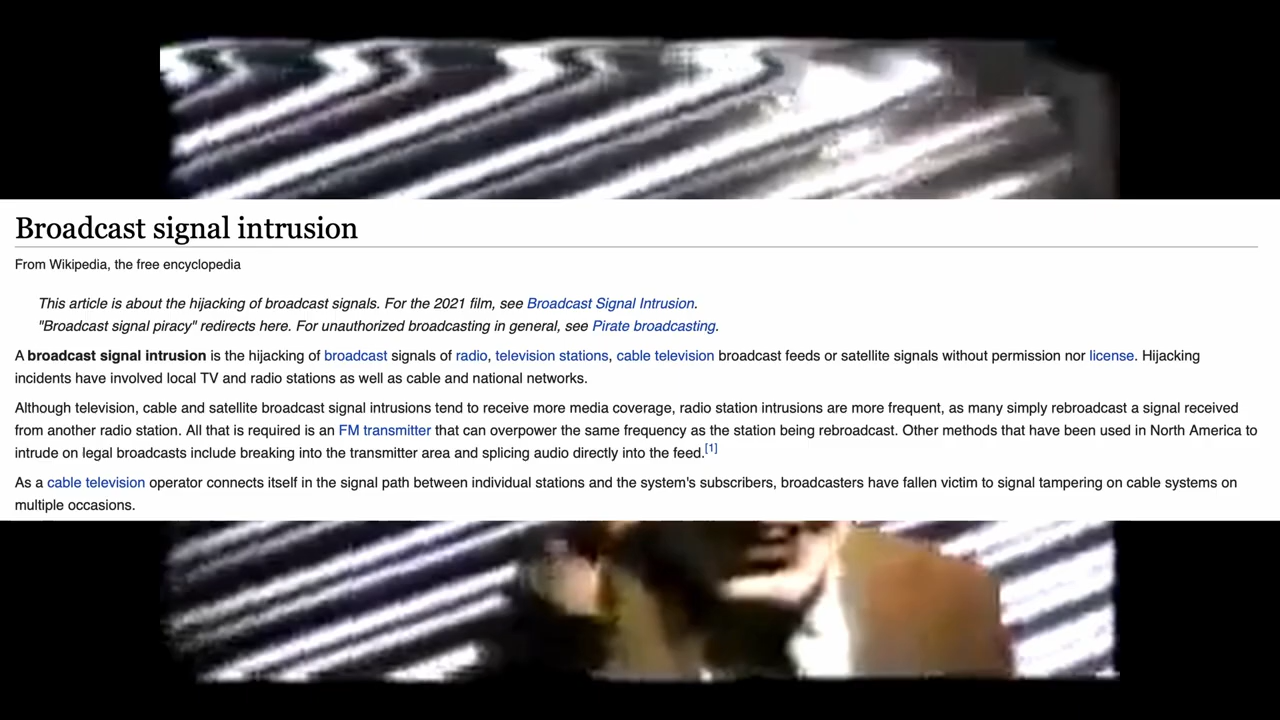 Broadcast signal intrusion
From Wikipedia, the free encyclopedia
This article is about the hijacking of broadcast signals. For the 2021 film, see Broadcast Signal Intrusion.
"Broadcast signal piracy" redirects here. For unauthorized broadcasting in general, see Pirate broadcasting.
A broadcast signal intrusion is the hijacking of broadcast signals of radio, television stations, cable television broadcast feeds or satellite signals without permission nor license. Hijacking
incidents have involved local TV and radio stations as well as cable and national networks.
Although television, cable and satellite broadcast signal intrusions tend to receive more media coverage, radio station intrusions are more frequent, as many simply rebroadcast a signal received
from another radio station. All that is required is an FM transmitter that can overpower the same frequency as the station being rebroadcast. Other methods that have been used in North America to
intrude on legal broadcasts include breaking into the transmitter area and splicing audio directly into the feed.[1]
As a cable television operator connects itself in the signal path between individual stations and the system's subscribers, broadcasters have fallen victim to signal tampering on cable systems on
multiple occasions.